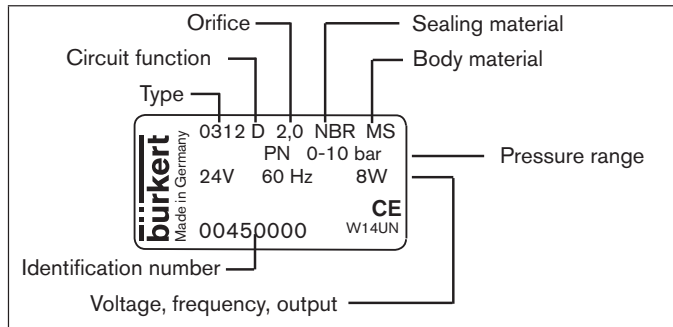 Orifice
Sealing material
Circuit function
Body material
Type
0312 D 2,0 NBR MS
PN 0-10 bar
Pressure range
24V 60 Hz 8W
bürkert
Made in Germany
CE
00450000
W14UN
Identification number
Voltage, frequency, output